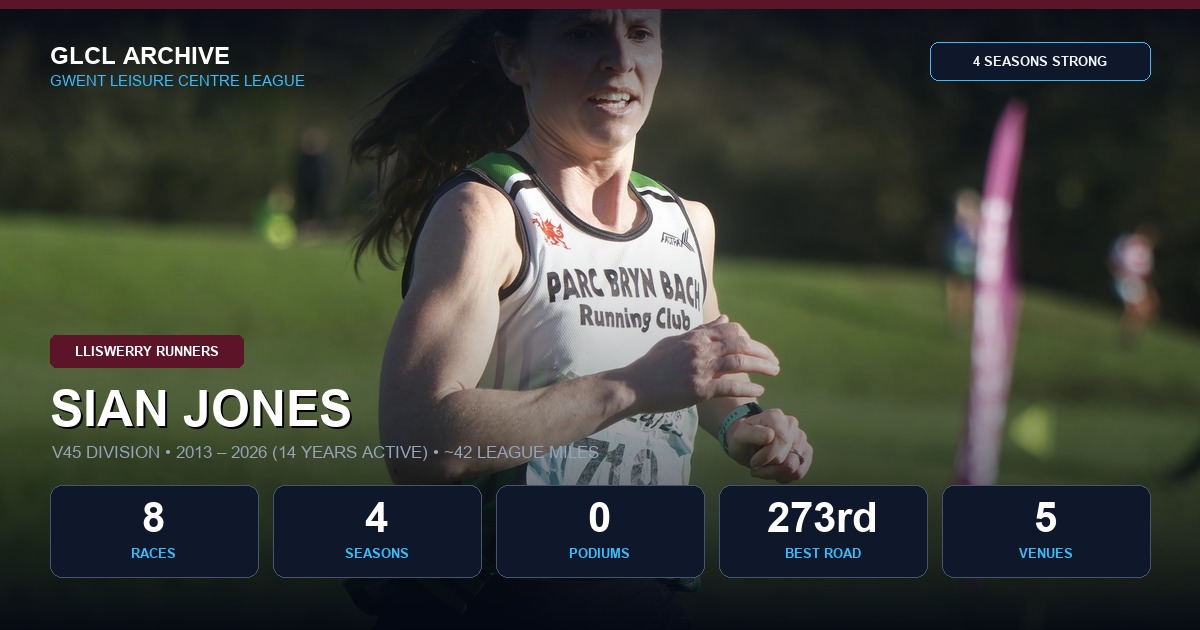 GLCL ARCHIVE
GWENT LEISURE CENTRE LEAGUE
4 SEASONS STRONG
PARC BRYN BACH
Running Club
LLISWERRY RUNNERS
SIAN JONES
V45 DIVISION • 2013 – 2026 (14 YEARS ACTIVE) • ~42 LEAGUE MILES
8
RACES
4
SEASONS
0
PODIUMS
273rd
BEST ROAD
5
VENUES